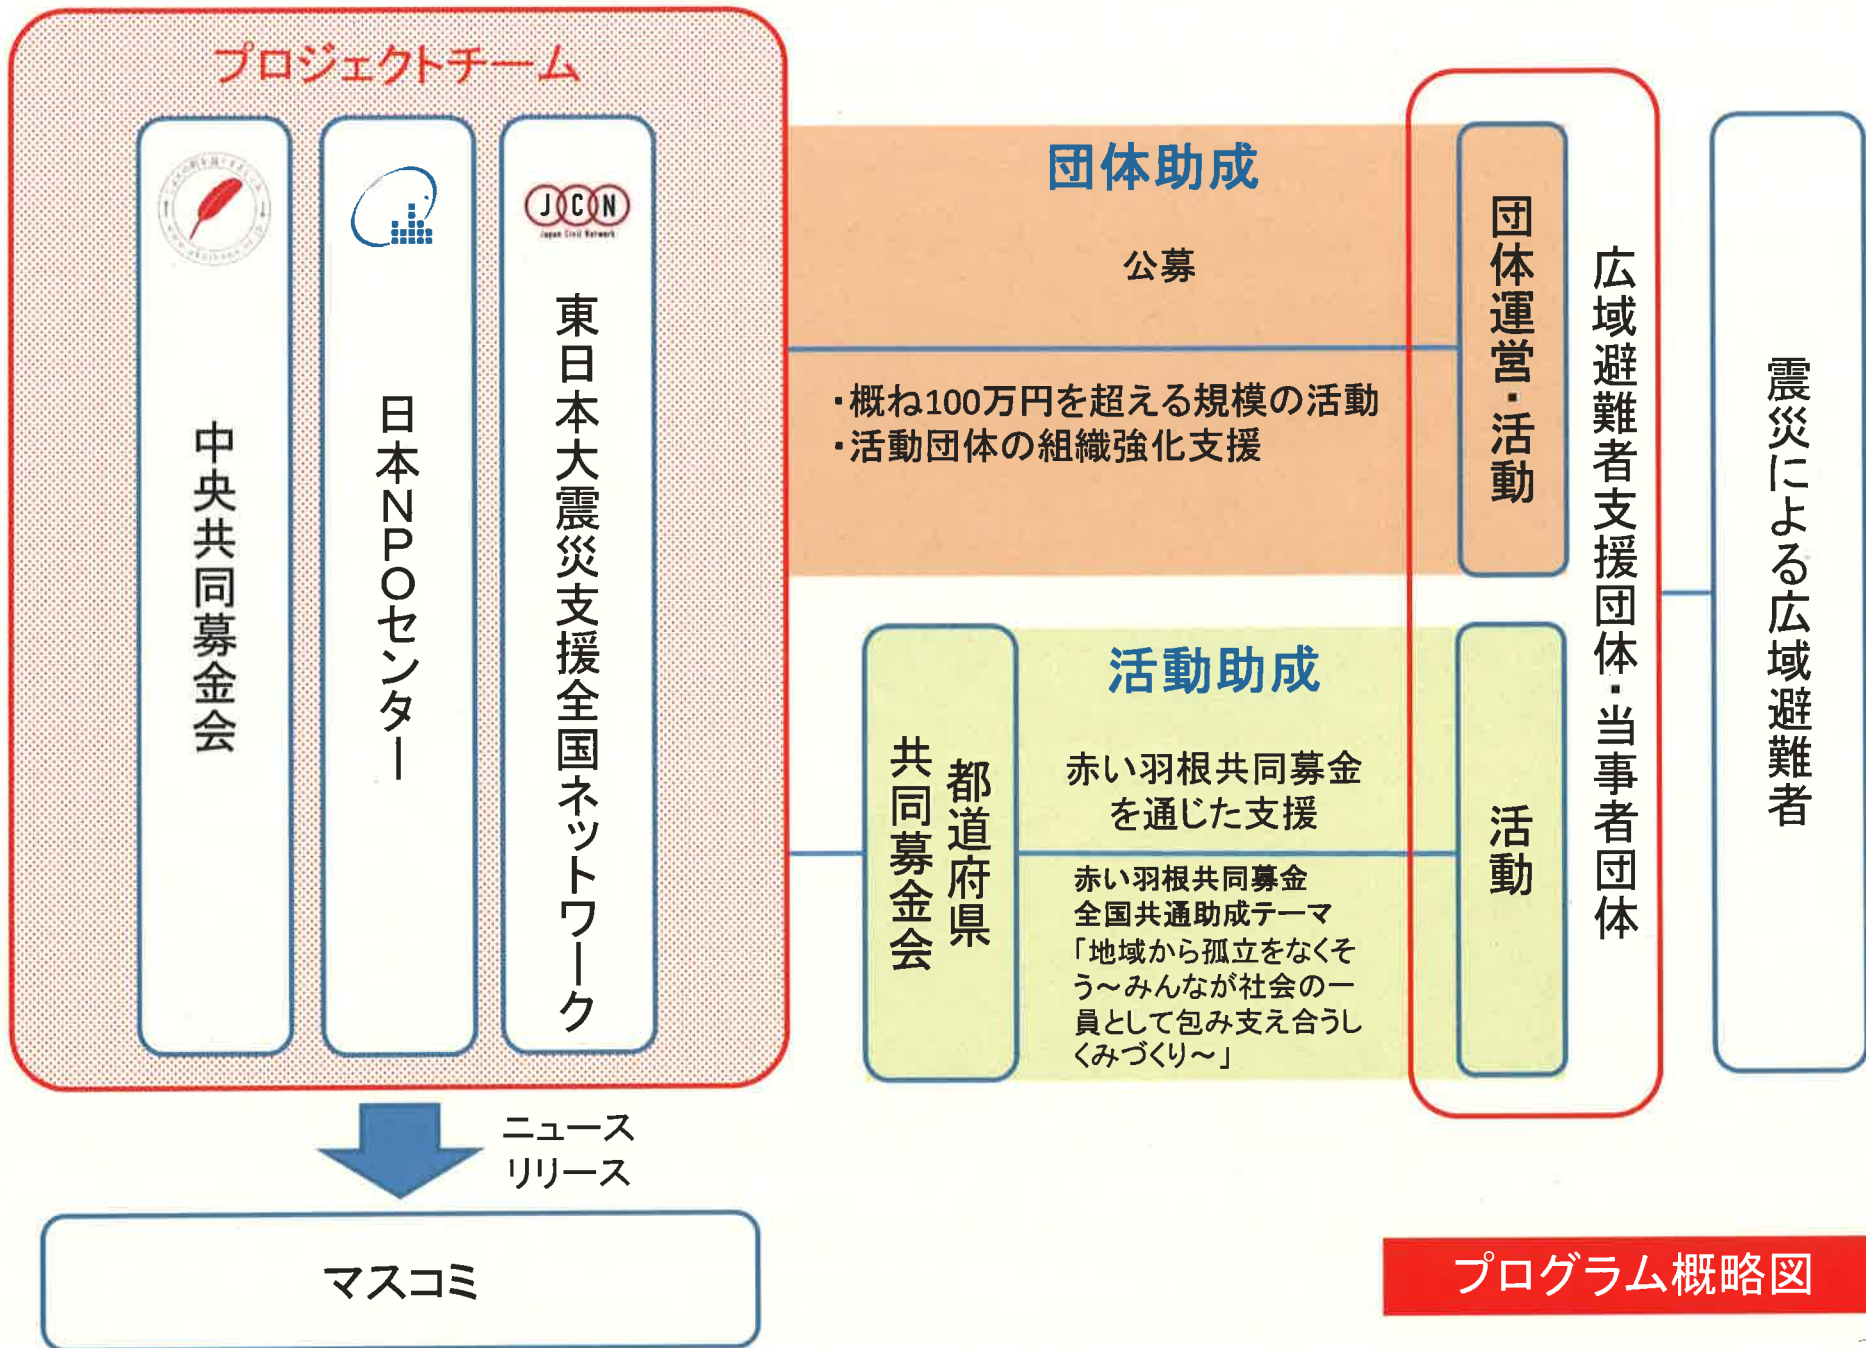 プロジェクトチーム
中央共同募金会
日本NPOセンター
JCN
Japan Civil Network
東日本大震災支援全国ネットワーク
団体助成
公募
・概ね100万円を超える規模の活動
・活動団体の組織強化支援
団体運営・活動
都道府県
共同募金会
活動助成
赤い羽根共同募金
を通じた支援
赤い羽根共同募金
全国共通助成テーマ
「地域から孤立をなくそ
う～みんなが社会の一
員として包み支え合うし
くみづくり～」
活動
広域避難者支援団体・当事者団体
震災による広域避難者
ニュース
リリース
マスコミ
プログラム概略図